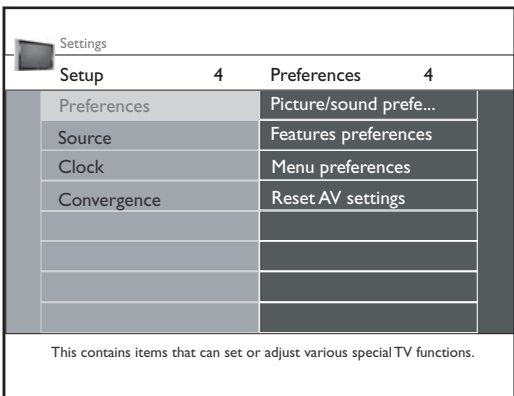 Settings
Setup 4 Preferences 4
Preferences Picture/sound prefe...
Source Features preferences
Clock Menu preferences
Convergence Reset AV settings
This contains items that can set or adjust various special TV functions.